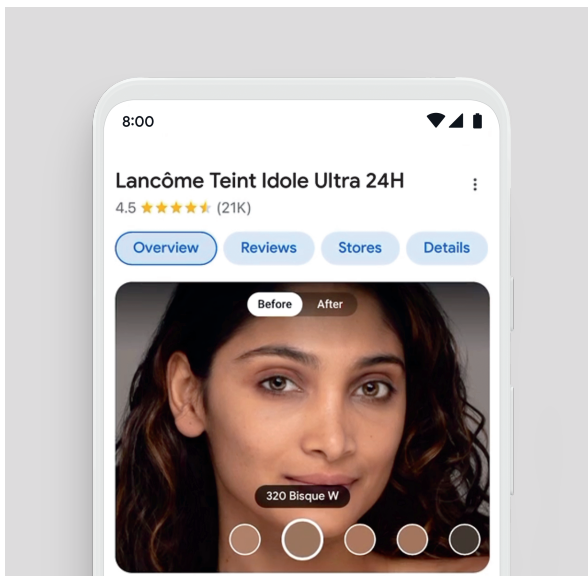 8:00
Lancôme Teint Idole Ultra 24H
4.5 (21K)
Overview Reviews Stores Details
Before After
320 Bisque W